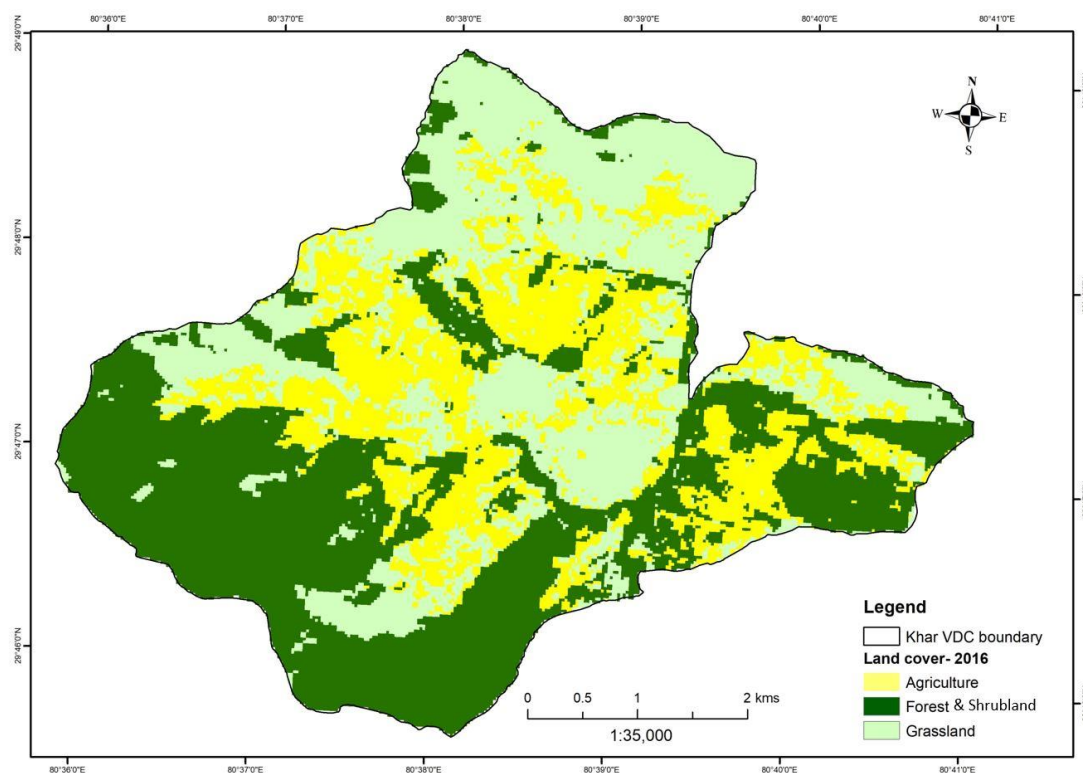 80°36'0"E 80°37'0"E 80°38'0"E 80°39'0"E 80°40'0"E 80°41'0"E
29°49'0"N
N
W E
S
29°48'0"N
29°47'0"N
29°46'0"N
Legend
Khar VDC boundary
Land cover- 2016
Agriculture
Forest & Shrubland
Grassland
0 0.5 1 2 kms
1:35,000
80°36'0"E 80°37'0"E 80°38'0"E 80°39'0"E 80°40'0"E 80°41'0"E